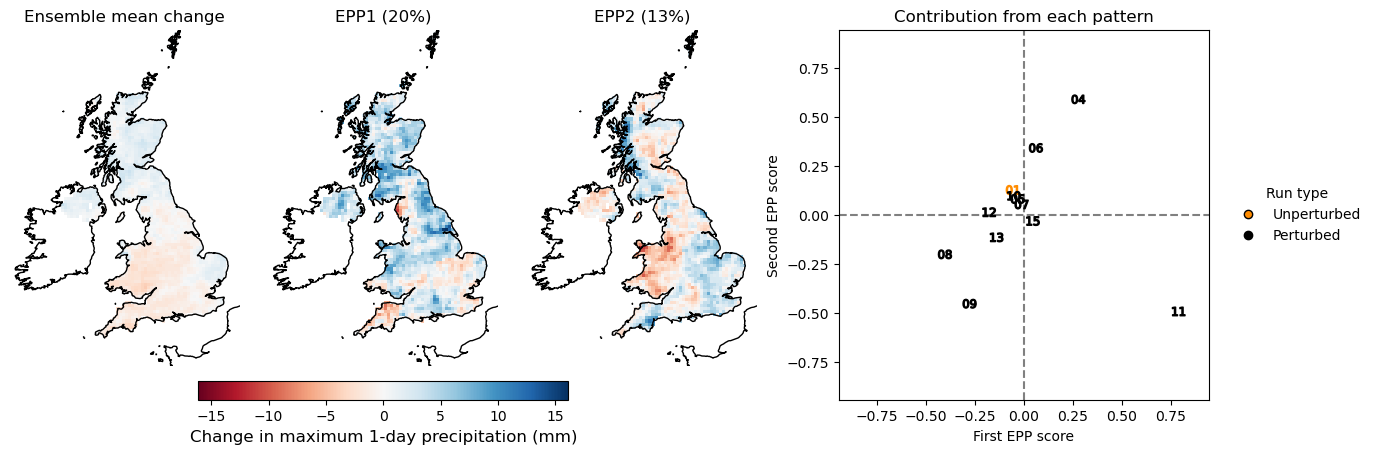 Ensemble mean change
EPP1 (20%)
EPP2 (13%)
Contribution from each pattern
−15 −10 −5 0 5 10 15
Change in maximum 1-day precipitation (mm)
Second EPP score
0.75
0.50
0.25
0.00
−0.25
−0.50
−0.75
04
06
01
10
07
12
15
13
08
09
11
−0.75 −0.50 −0.25 0.00 0.25 0.50 0.75
First EPP score
Run type
Unperturbed
Perturbed